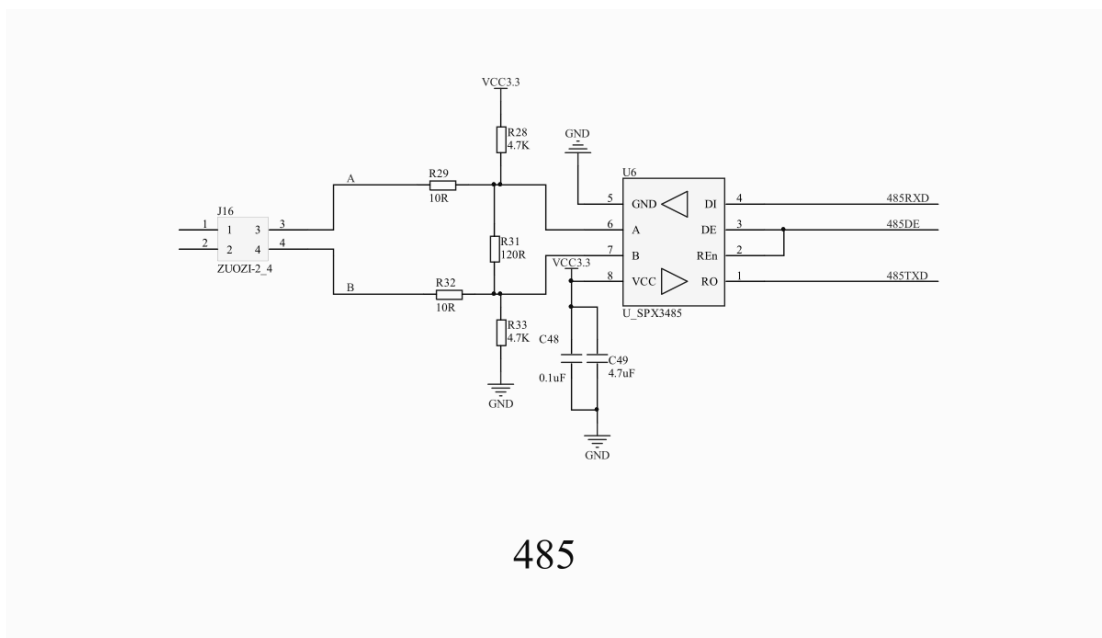 VCC3.3
R28
4.7K
GND
A
R29
10R
U6
J16
1 1 3 3
2 2 4 4
ZUOZI-2_4
R31
120R
5 GND DI 4 485RXD
6 A DE 3 485DE
7 B REn 2
VCC3.3
8 VCC RO 1 485TXD
U_SPX3485
B
R32
10R
R33
4.7K
GND
C48
0.1uF
C49
4.7uF
GND
485